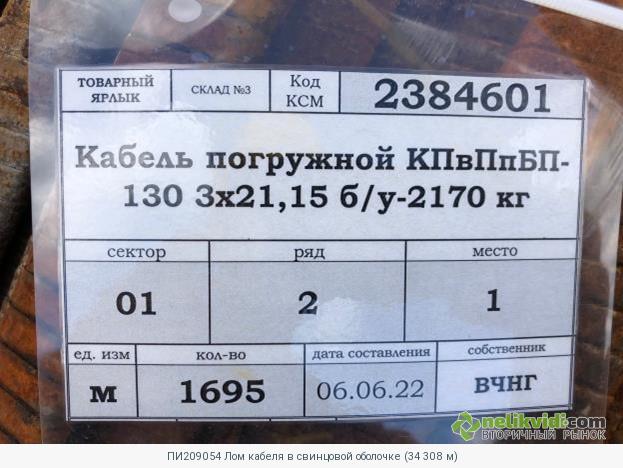 ТОВАРНЫЙ ЯРЛЫК СКЛАД №3 Код КСМ 2384601
Кабель погружной КПвПпБП-
130 3х21,15 б/у-2170 кг
сектор ряд место
01 2 1
ед. изм кол-во дата составления собственник
м 1695 06.06.22 ВЧНГ
nelikvidi.com
ВТОРИЧНЫЙ РЫНОК
ПИ209054 Лом кабеля в свинцовой оболочке (34 308 м)